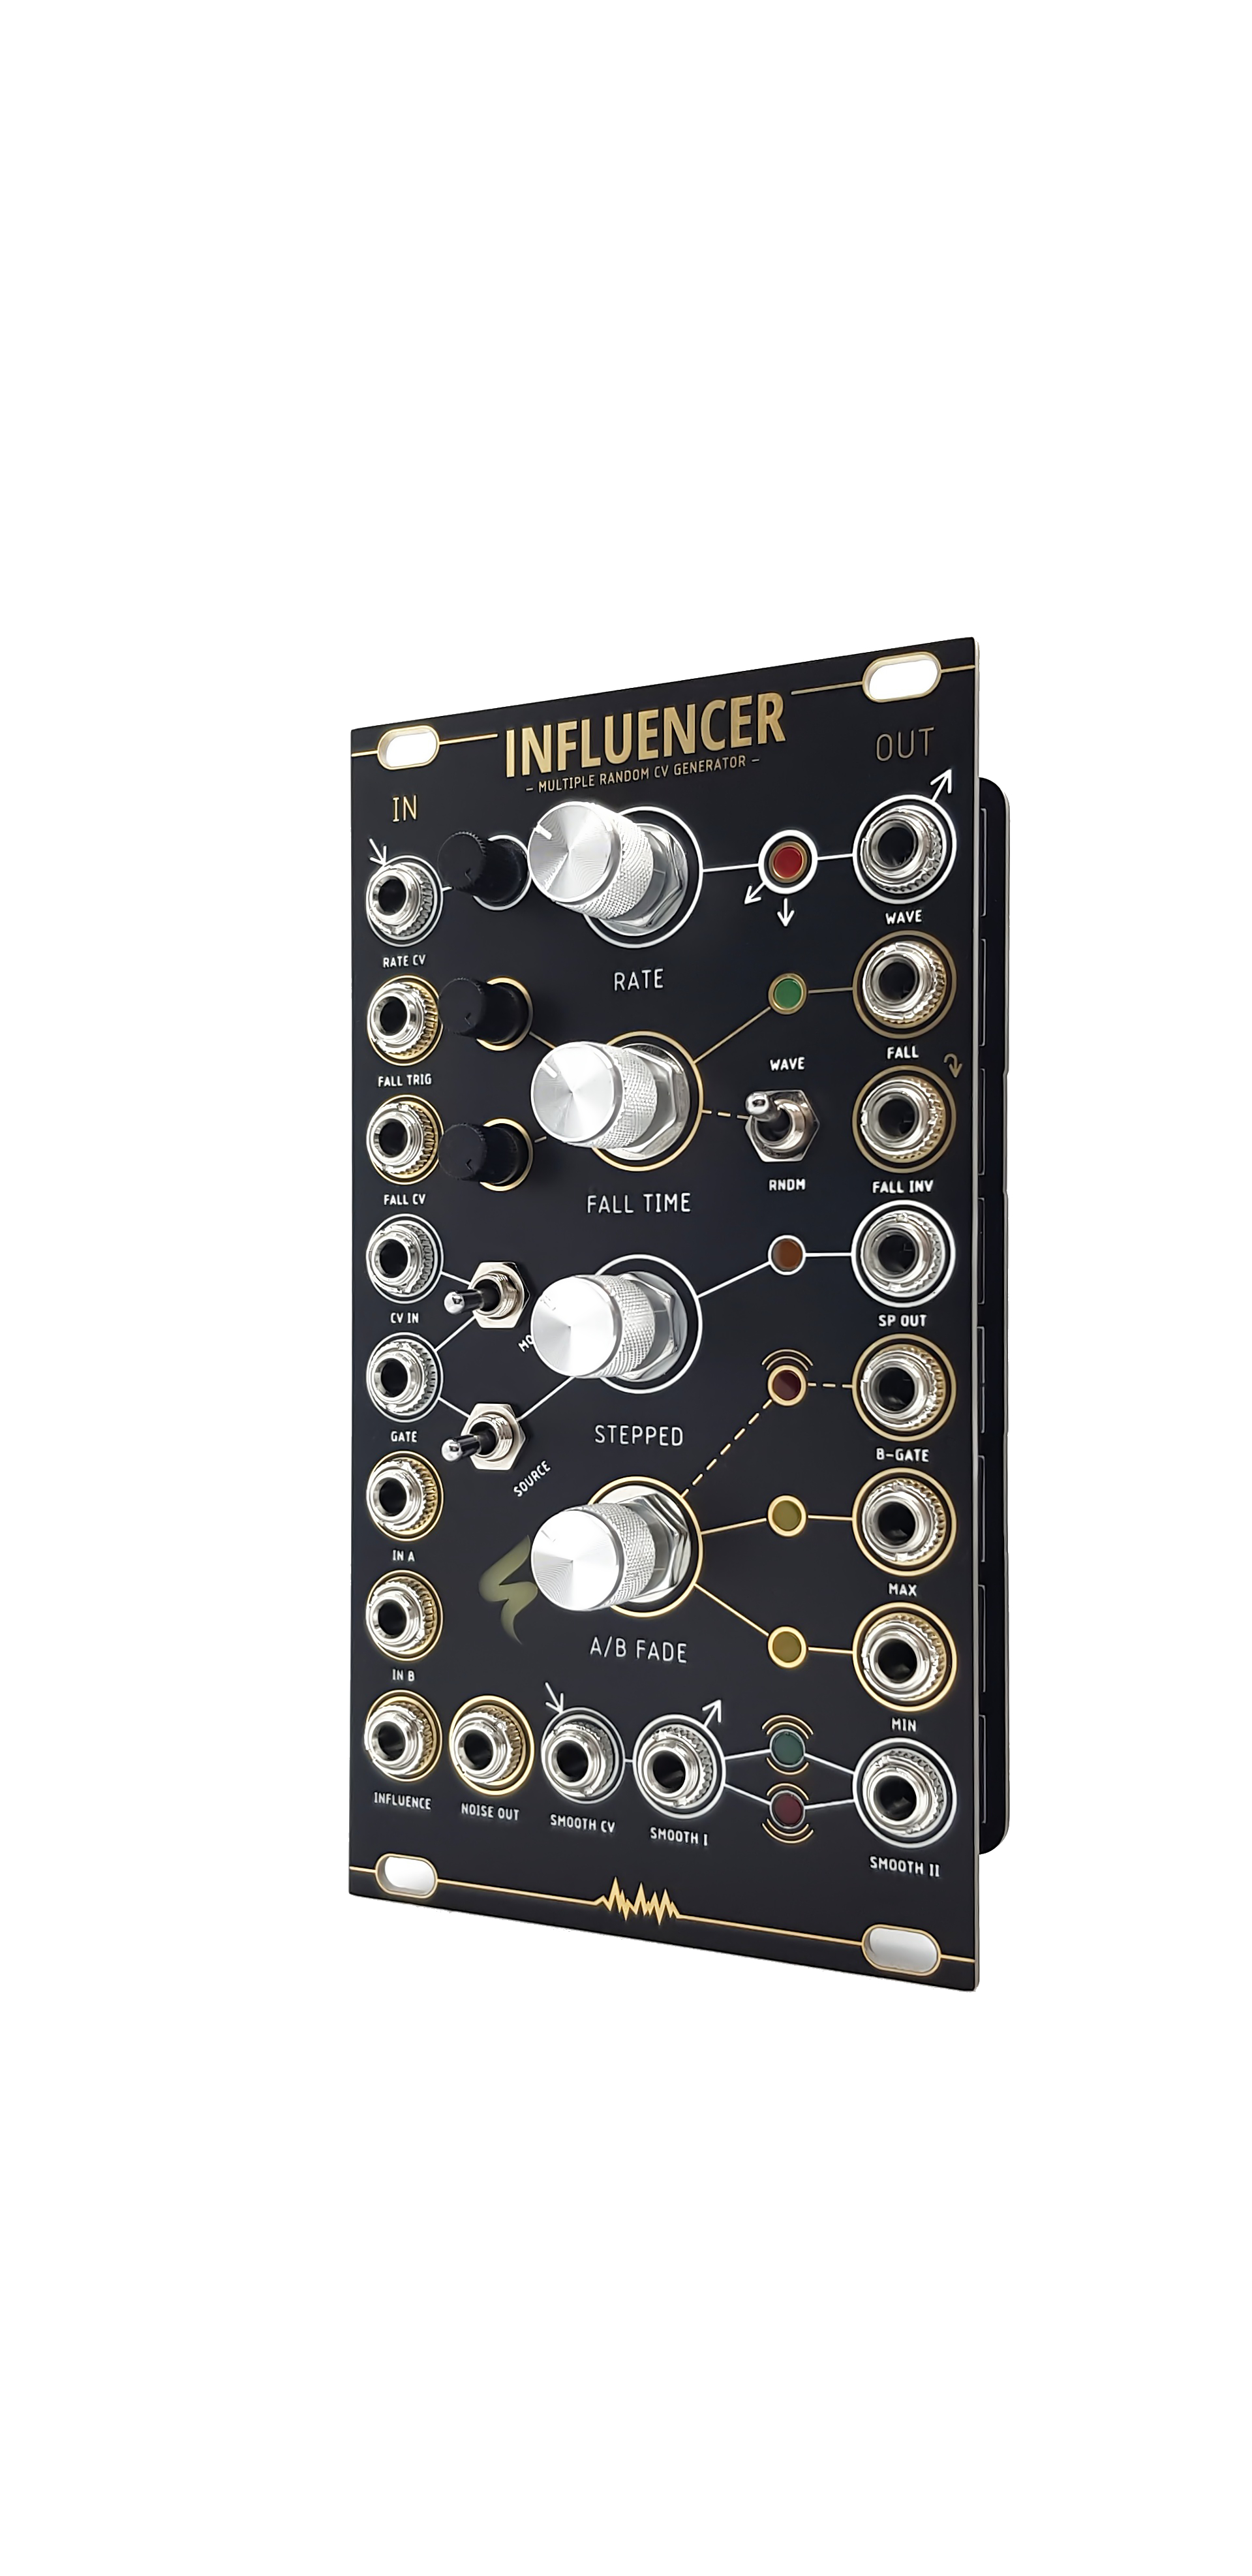 INFLUENCER
– MULTIPLE RANDOM CV GENERATOR –
IN
OUT
RATE CV
RATE
WAVE
FALL TRIG
FALL
WAVE
FALL CV
FALL TIME
RNDM
FALL INV
CV IN
SP OUT
GATE
STEPPED
SOURCE
B-GATE
IN A
MAX
IN B
A/B FADE
MIN
INFLUENCE
NOISE OUT
SMOOTH CV
SMOOTH I
SMOOTH II